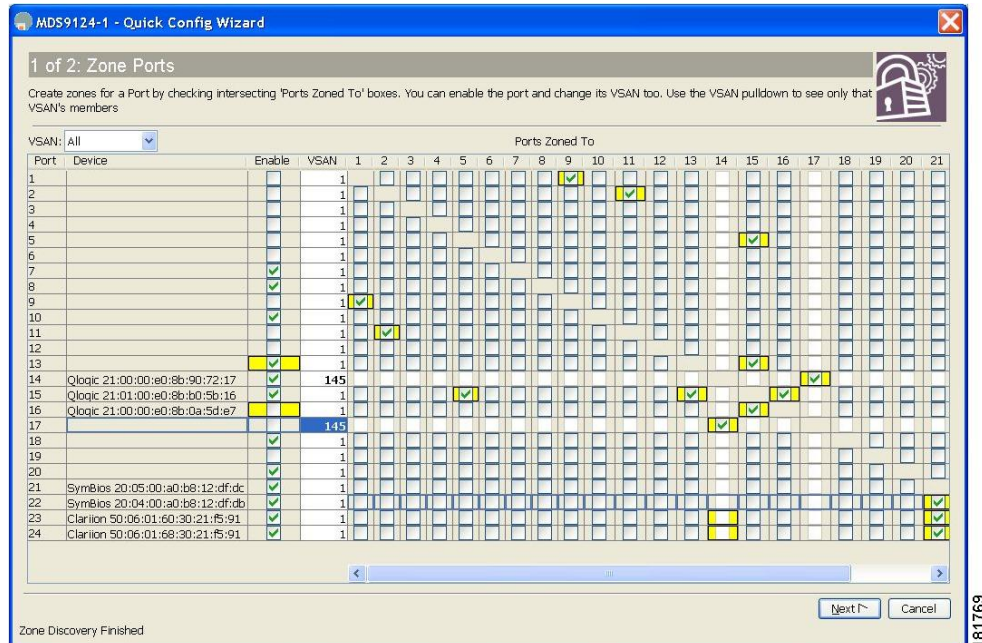 MDS9124-1 - Quick Config Wizard
1 of 2: Zone Ports
Create zones for a Port by checking intersecting 'Ports Zoned To' boxes. You can enable the port and change its VSAN too. Use the VSAN pulldown to see only that
VSAN's members
VSAN: All
Ports Zoned To
Port Device Enable VSAN 1 2 3 4 5 6 7 8 9 10 11 12 13 14 15 16 17 18 19 20 21
1 1
2 1
3 1
4 1
5 1
6 1
7 1
8 1
9 1
10 1
11 1
12 1
13 1
14 Qlogic 21:00:00:e0:8b:90:72:17 145
15 Qlogic 21:01:00:e0:8b:b0:5b:16 1
16 Qlogic 21:00:00:e0:8b:0a:5d:e7 1
17 145
18 1
19 1
20 1
21 SymBios 20:05:00:a0:b8:12:df:dc 1
22 SymBios 20:04:00:a0:b8:12:df:db 1
23 Clariion 50:06:01:60:30:21:f5:91 1
24 Clariion 50:06:01:68:30:21:f5:91 1
Next Cancel
Zone Discovery Finished
181769